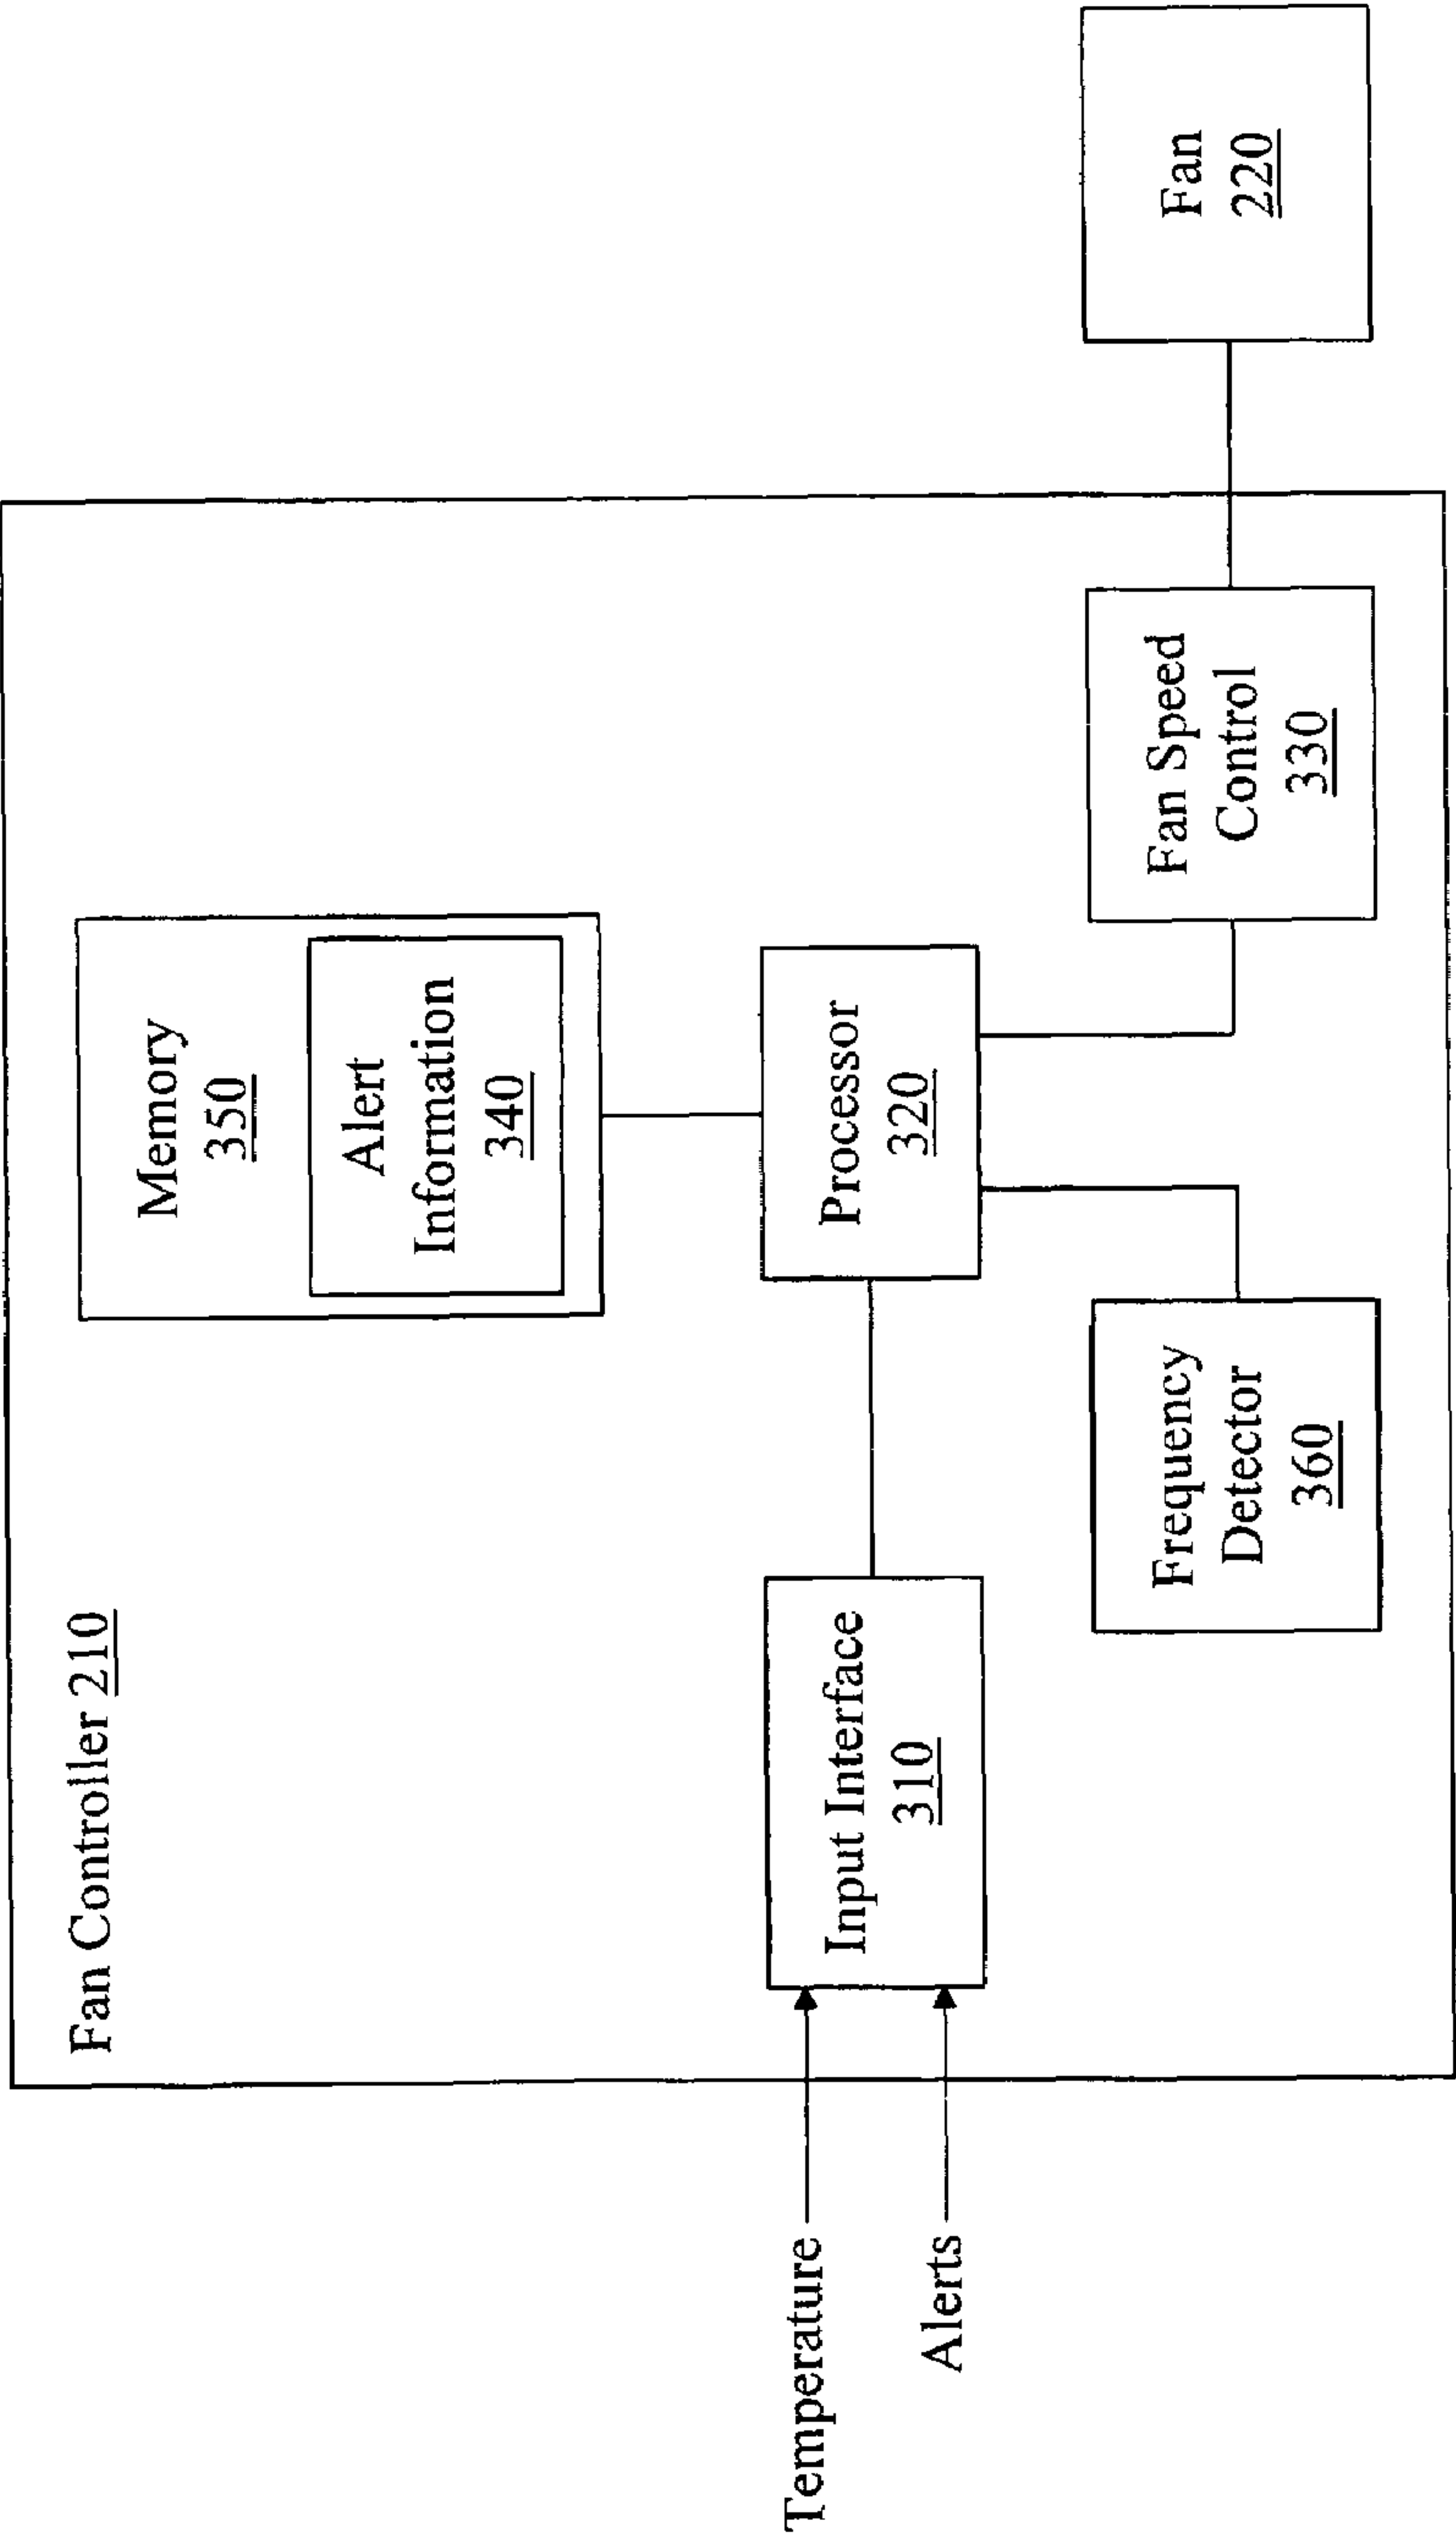 Fan Controller 210
Memory
350
Alert
Information
340
Temperature
Alerts
Input Interface
310
Processor
320
Frequency
Detector
360
Fan Speed
Control
330
Fan
220